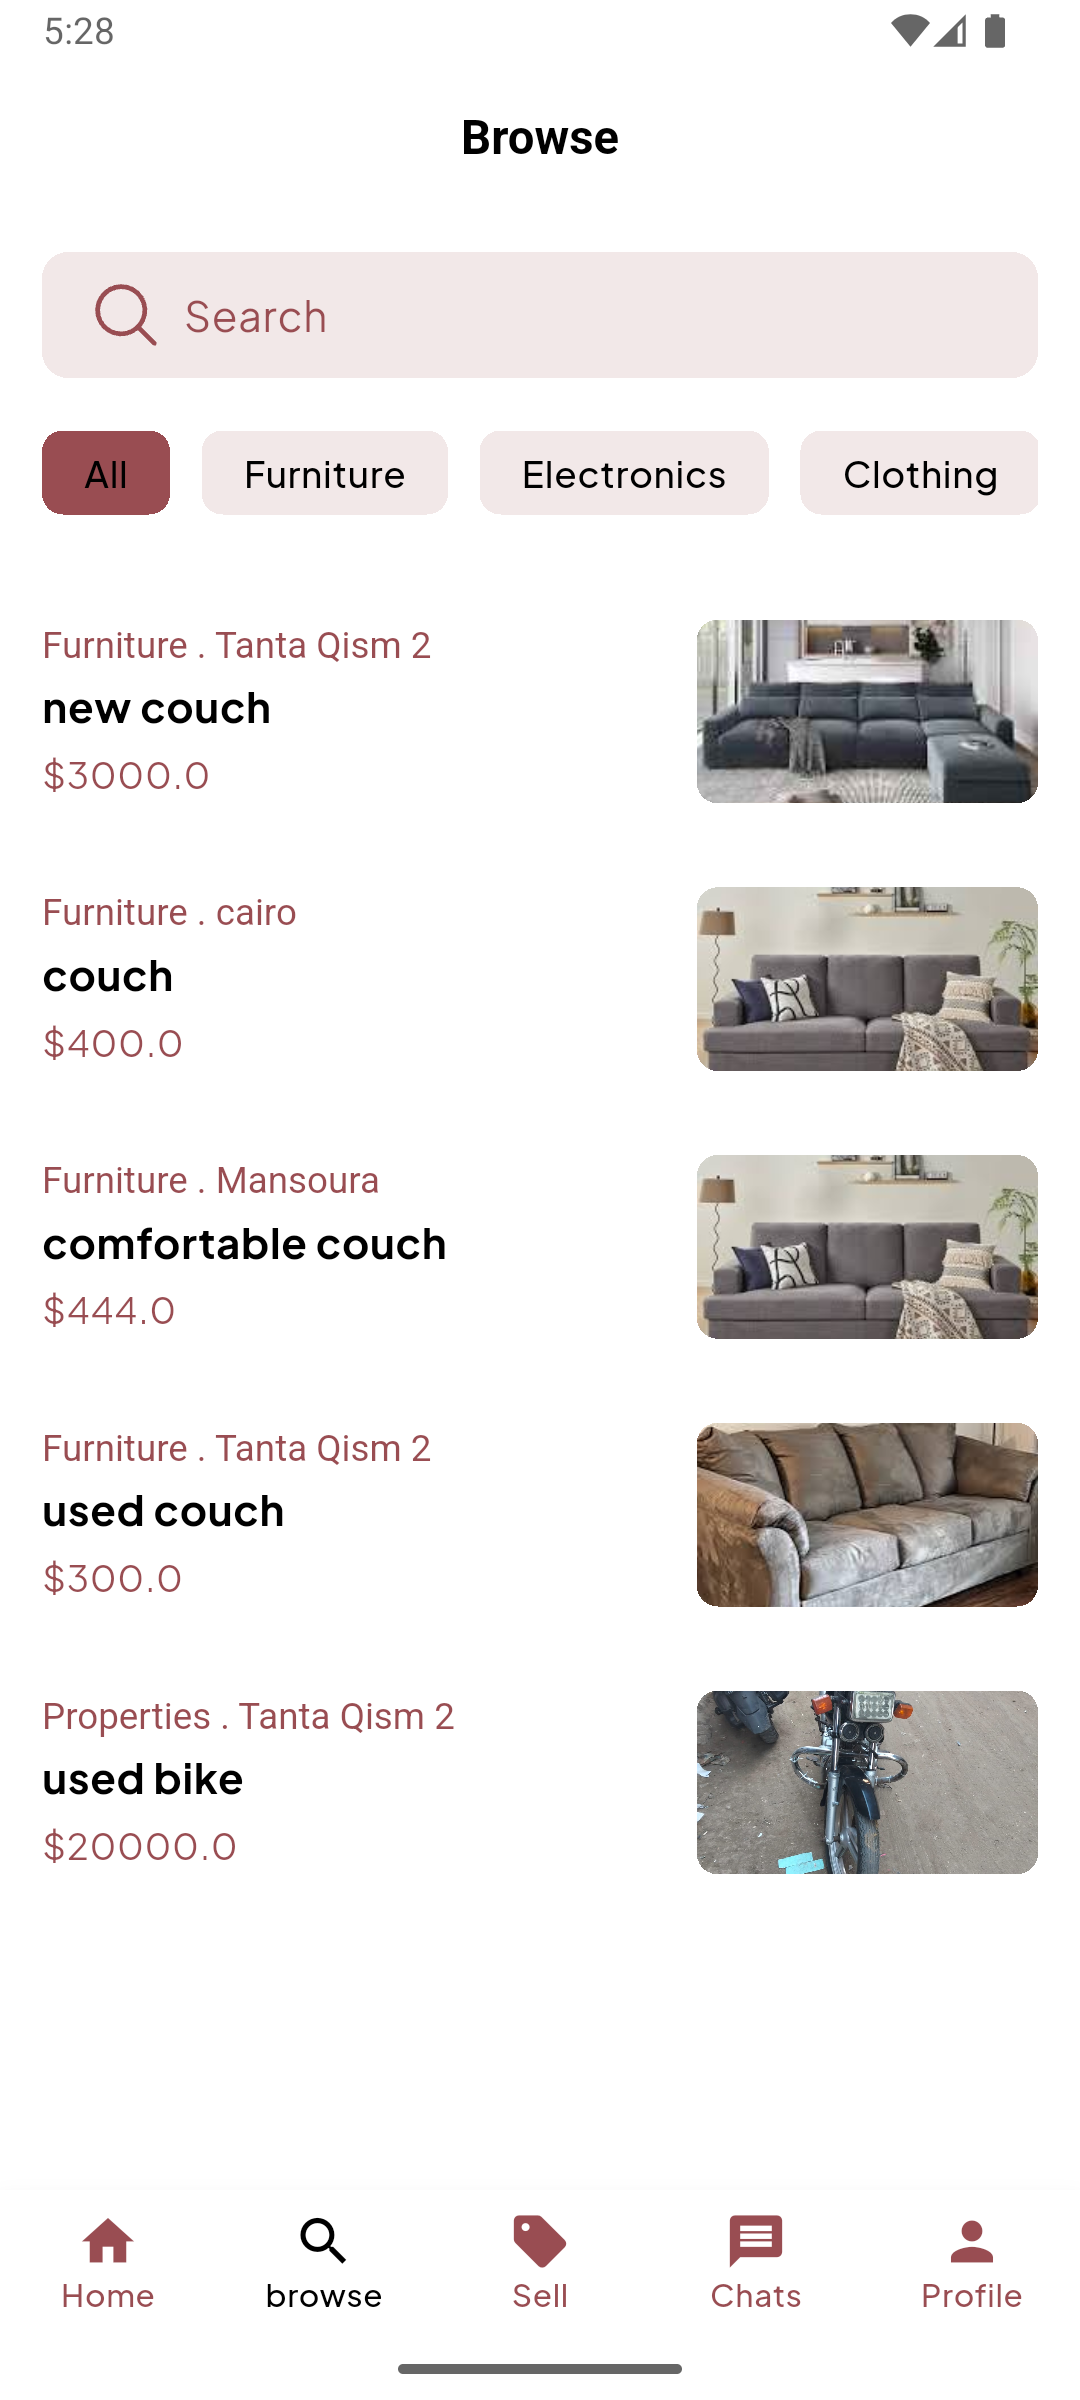 5:28
Browse
Search
All
Furniture
Electronics
Clothing
Furniture . Tanta Qism 2
new couch
$3000.0
Furniture . cairo
couch
$400.0
Furniture . Mansoura
comfortable couch
$444.0
Furniture . Tanta Qism 2
used couch
$300.0
Properties . Tanta Qism 2
used bike
$20000.0
Home
browse
Sell
Chats
Profile